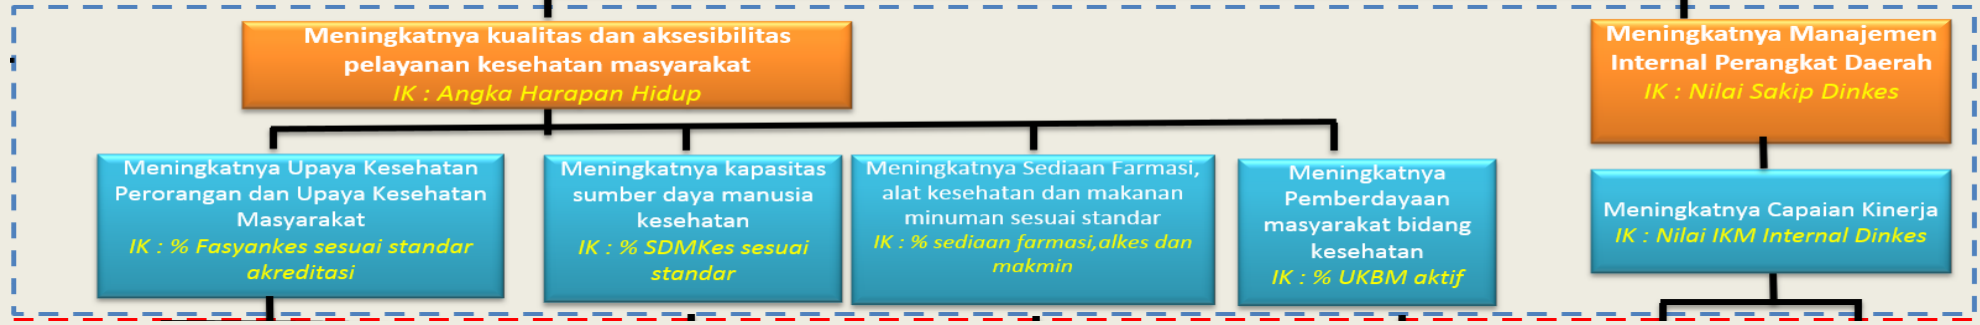 Meningkatnya kualitas dan aksesibilitas
pelayanan kesehatan masyarakat
IK : Angka Harapan Hidup
Meningkatnya Manajemen
Internal Perangkat Daerah
IK : Nilai Sakip Dinkes
Meningkatnya Upaya Kesehatan
Perorangan dan Upaya Kesehatan
Masyarakat
IK : % Fasyankes sesuai standar
akreditasi
Meningkatnya kapasitas
sumber daya manusia
kesehatan
IK : % SDMKes sesuai
standar
Meningkatnya Sediaan Farmasi,
alat kesehatan dan makanan
minuman sesuai standar
IK : % sediaan farmasi,alkes dan
makmin
Meningkatnya
Pemberdayaan
masyarakat bidang
kesehatan
IK : % UKBM aktif
Meningkatnya Capaian Kinerja
IK : Nilai IKM Internal Dinkes